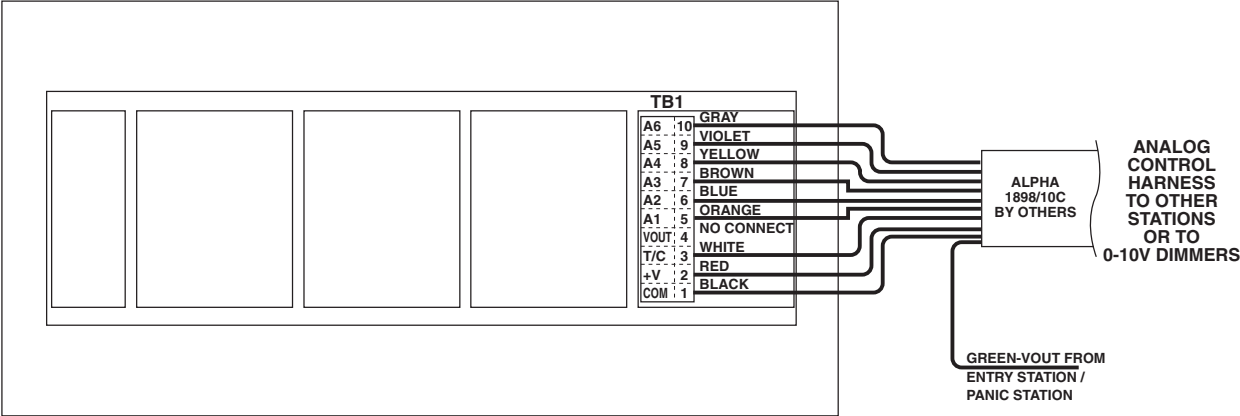 TB1
A6 10 GRAY
A5 9 VIOLET
A4 8 YELLOW
A3 7 BROWN
A2 6 BLUE
A1 5 ORANGE
VOUT 4 NO CONNECT
T/C 3 WHITE
+V 2 RED
COM 1 BLACK
ALPHA
1898/10C
BY OTHERS
ANALOG
CONTROL
HARNESS
TO OTHER
STATIONS
OR TO
0-10V DIMMERS
GREEN-VOUT FROM
ENTRY STATION /
PANIC STATION